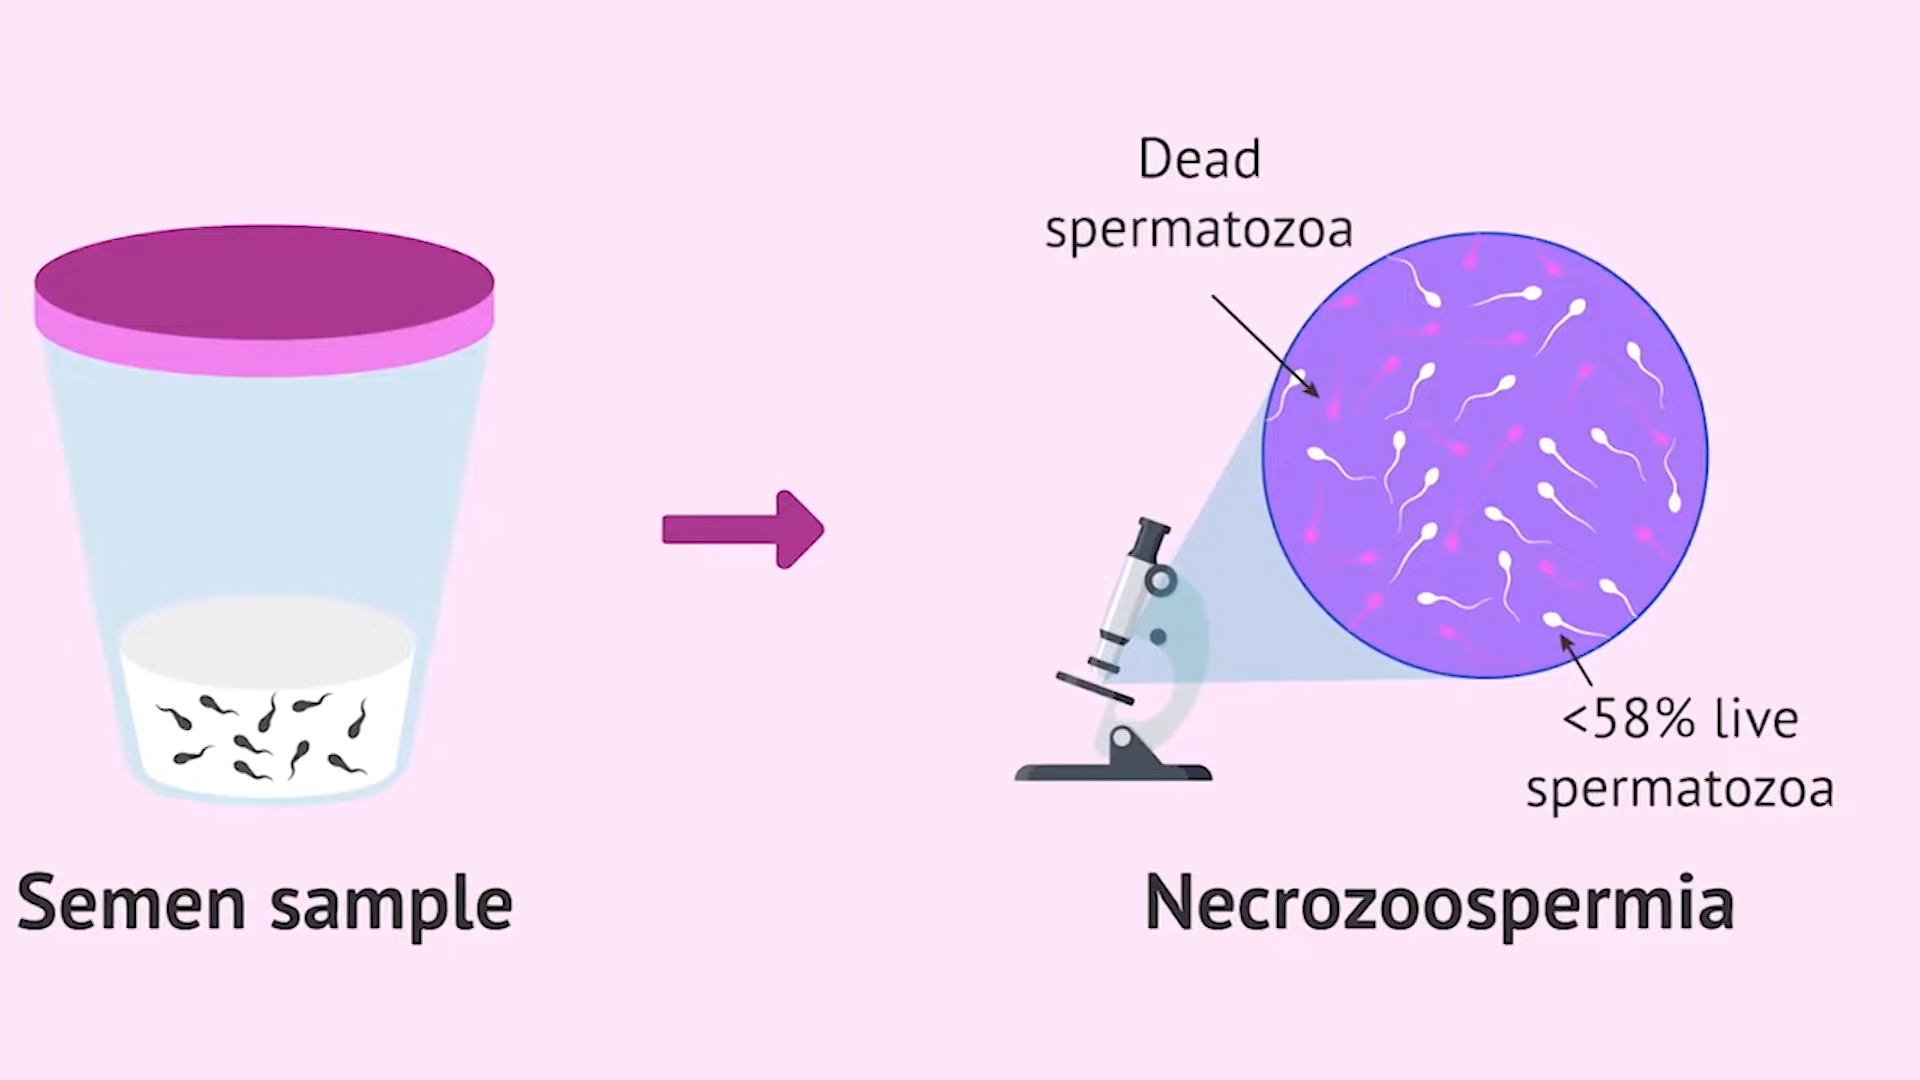 Dead
spermatozoa
<58% live
spermatozoa
Semen sample
Necrozoospermia